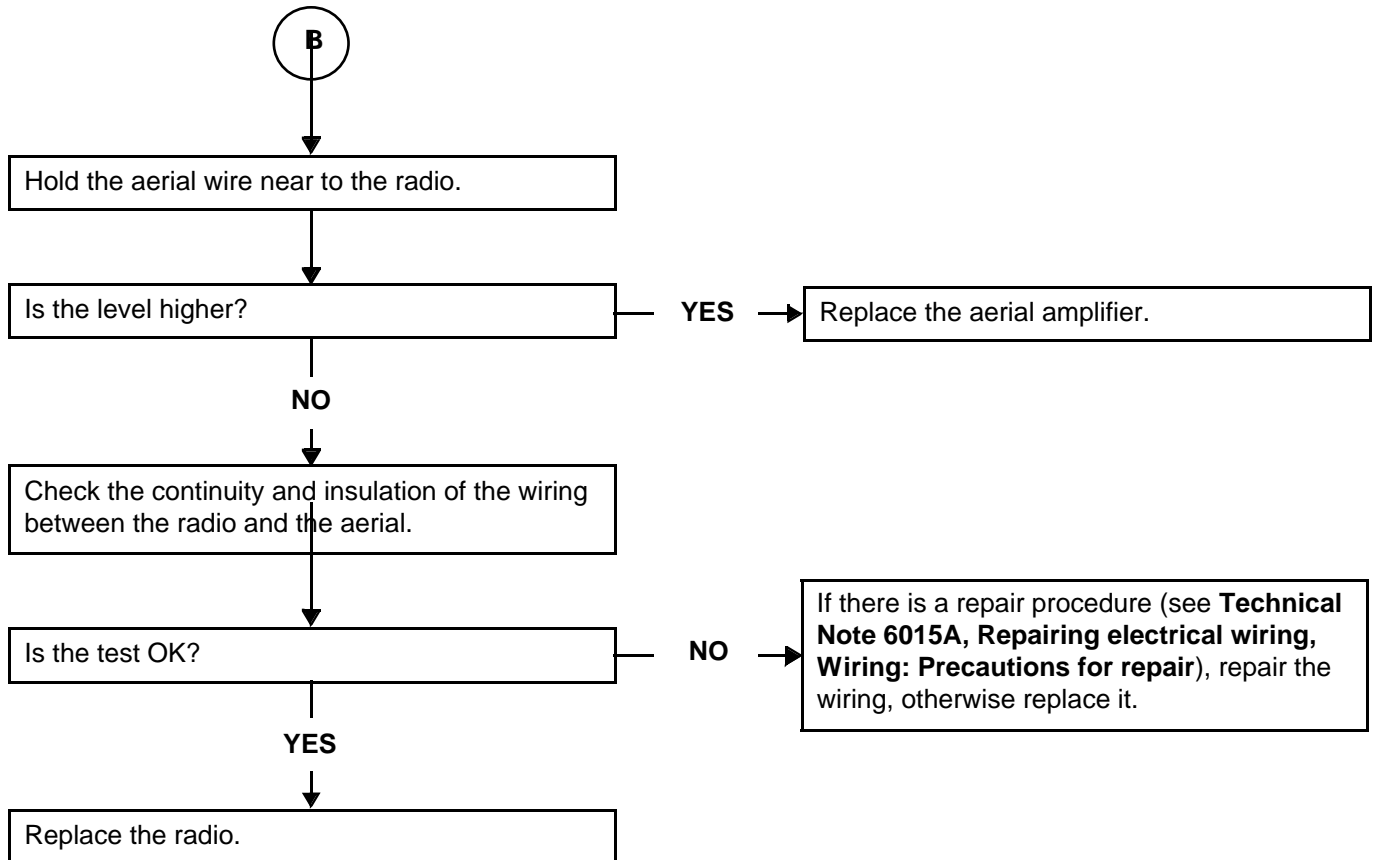 B
Hold the aerial wire near to the radio.
Is the level higher?
YES
Replace the aerial amplifier.
NO
Check the continuity and insulation of the wiring
between the radio and the aerial.
Is the test OK?
NO
If there is a repair procedure (see Technical
Note 6015A, Repairing electrical wiring,
Wiring: Precautions for repair), repair the
wiring, otherwise replace it.
YES
Replace the radio.